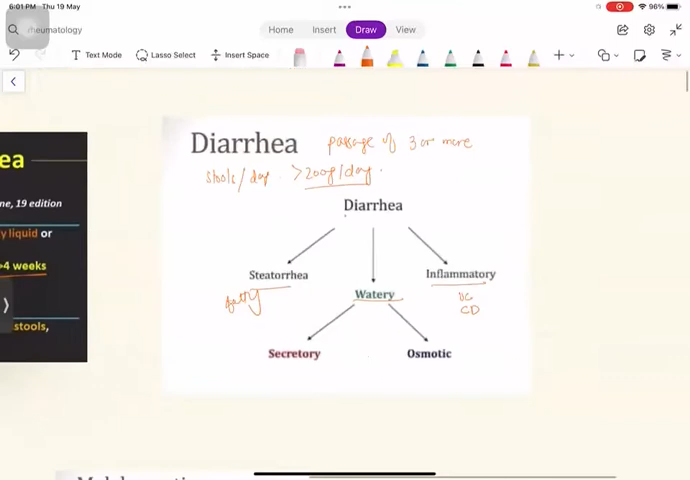 6:01 PM Thu 19 May
96%
rheumatology
Home Insert Draw View
Text Mode Lasso Select Insert Space
Diarrhea passage of 3 or more
stools/day. >200g/day.
ea
ne, 19 edition
y liquid or
>4 weeks
stools,
Diarrhea
Steatorrhea Inflammatory
fatty Watery UC
CD
Secretory Osmotic